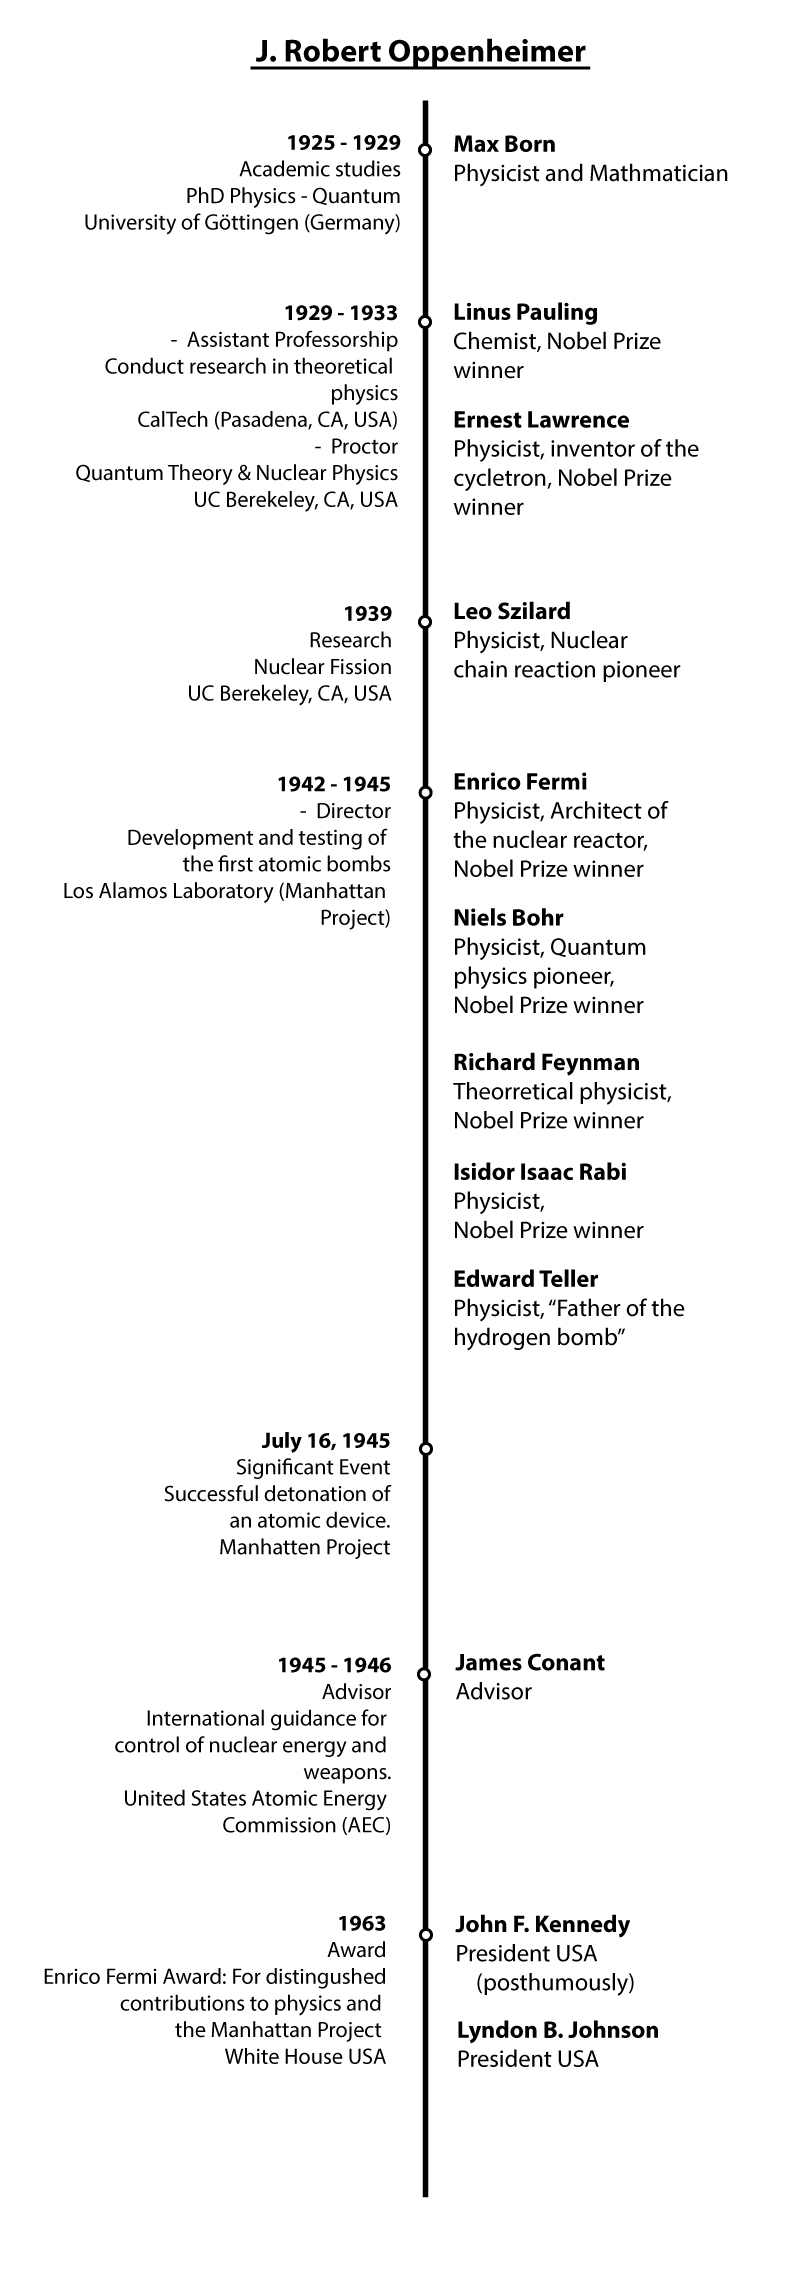 J. Robert Oppenheimer
1925 - 1929
Academic studies
PhD Physics - Quantum
University of Göttingen (Germany)
Max Born
Physicist and Mathmatician
1929 - 1933
- Assistant Professorship
Conduct research in theoretical
physics
CalTech (Pasadena, CA, USA)
- Proctor
Quantum Theory & Nuclear Physics
UC Berekeley, CA, USA
Linus Pauling
Chemist, Nobel Prize
winner
Ernest Lawrence
Physicist, inventor of the
cycletron, Nobel Prize
winner
1939
Research
Nuclear Fission
UC Berekeley, CA, USA
Leo Szilard
Physicist, Nuclear
chain reaction pioneer
1942 - 1945
- Director
Development and testing of
the first atomic bombs
Los Alamos Laboratory (Manhattan
Project)
Enrico Fermi
Physicist, Architect of
the nuclear reactor,
Nobel Prize winner
Niels Bohr
Physicist, Quantum
physics pioneer,
Nobel Prize winner
Richard Feynman
Theorretical physicist,
Nobel Prize winner
Isidor Isaac Rabi
Physicist,
Nobel Prize winner
Edward Teller
Physicist, “Father of the
hydrogen bomb”
July 16, 1945
Significant Event
Successful detonation of
an atomic device.
Manhatten Project
1945 - 1946
Advisor
International guidance for
control of nuclear energy and
weapons.
United States Atomic Energy
Commission (AEC)
James Conant
Advisor
1963
Award
Enrico Fermi Award: For distingushed
contributions to physics and
the Manhattan Project
White House USA
John F. Kennedy
President USA
(posthumously)
Lyndon B. Johnson
President USA